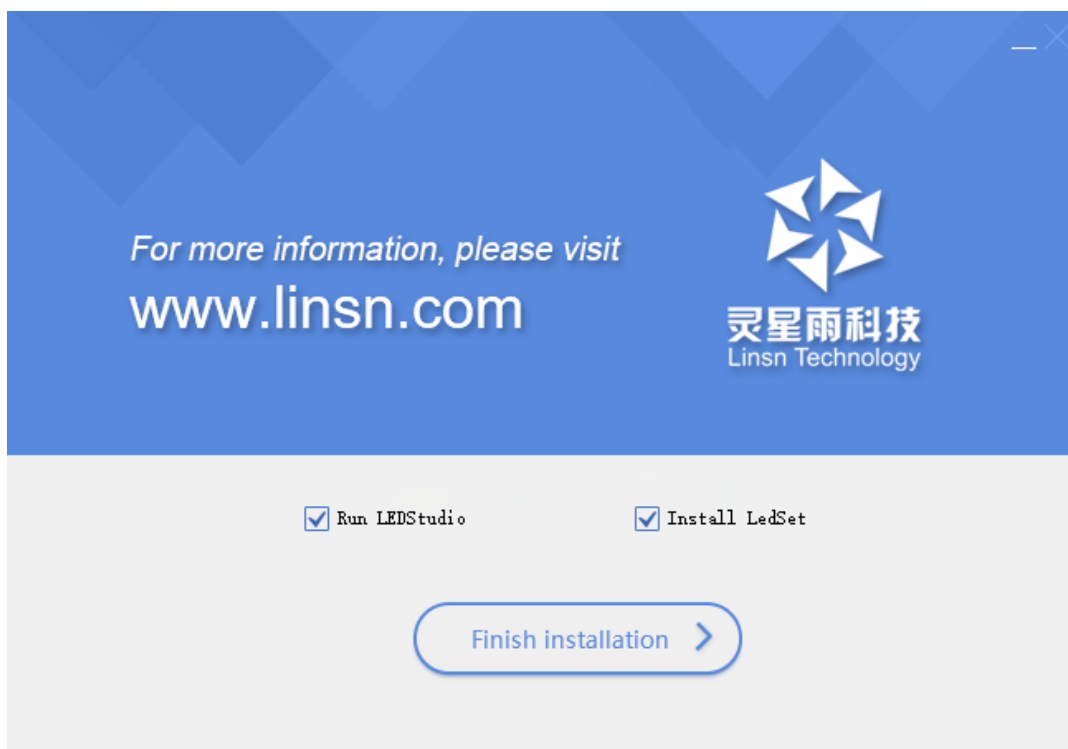 For more information, please visit
www.linsn.com
灵星雨科技
Linsn Technology
Run LEDStudio
Install LedSet
Finish installation